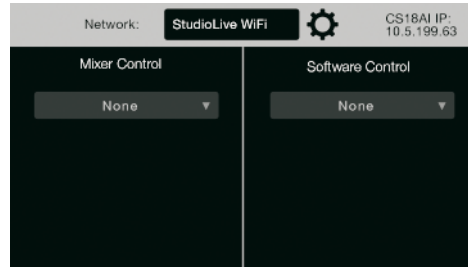 Network: StudioLive WiFi CS18AI IP:
10.5.199.63
Mixer Control Software Control
None None